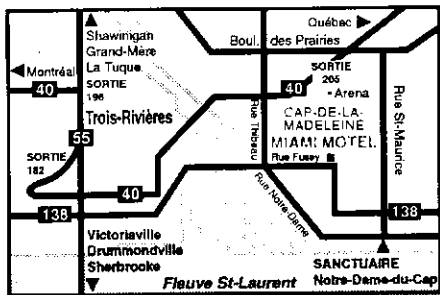 Shawinigan
Grand-Mère
La Tuque
SORTIE
196
Montréal
40
Trois-Rivières
55
SORTIE
182
40
138
Victoriaville
Drummondville
Sherbrooke
Fleuve St-Laurent
Québec
Boul. des Prairies
SORTIE
205
40
Arena
Rue Thibeau
CAP-DE-LA-
MADELEINE
MIAMI MOTEL
Rue Fusey
Rue St-Maurice
Rue Notre-Dame
138
SANCTUAIRE
Notre-Dame-du-Cap